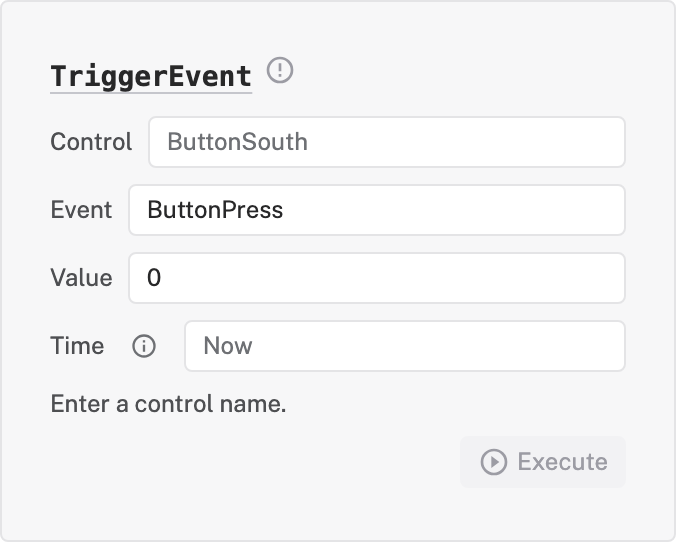 TriggerEvent
Control ButtonSouth
Event ButtonPress
Value 0
Time Now
Enter a control name.
Execute